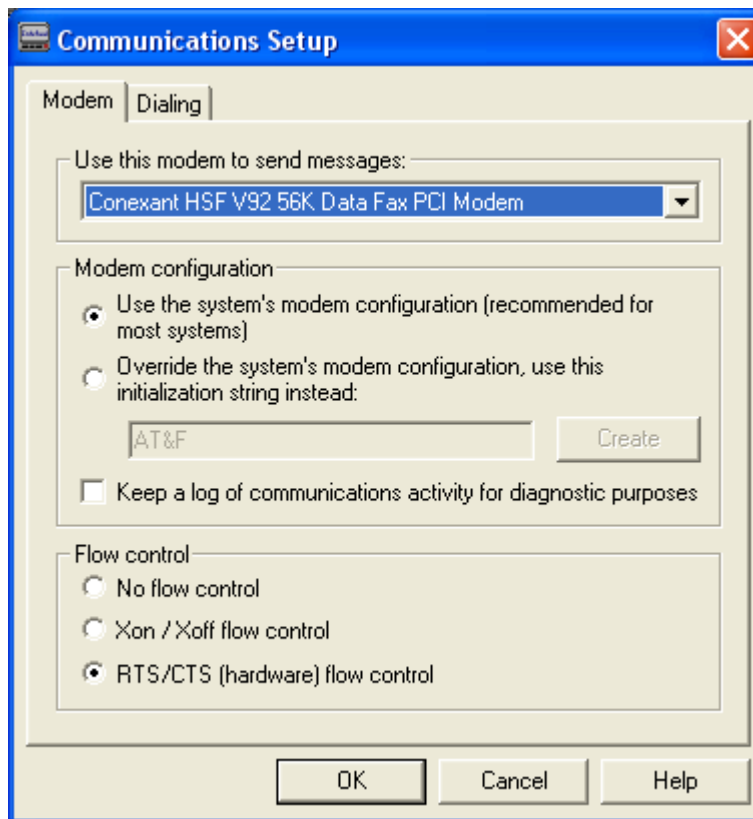 Communications Setup
Modem
Dialing
Use this modem to send messages:
Conexant HSF V92 56K Data Fax PCI Modem
Modem configuration
Use the system's modem configuration (recommended for
most systems)
Override the system's modem configuration, use this
initialization string instead:
AT&F
Create
Keep a log of communications activity for diagnostic purposes
Flow control
No flow control
Xon / Xoff flow control
RTS/CTS (hardware) flow control
OK
Cancel
Help